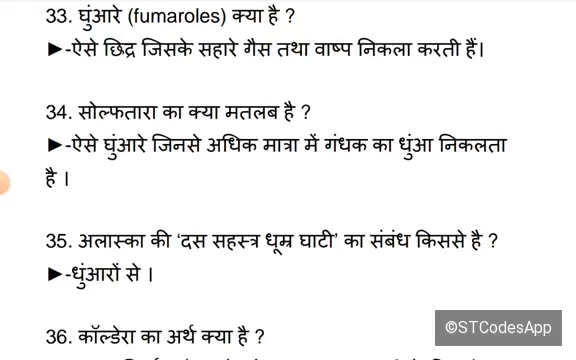 33. घुंआरे (fumaroles) क्या है ?
►-ऐसे छिद्र जिसके सहारे गैस तथा वाष्प निकला करती हैं।
34. सोल्फतारा का क्या मतलब है ?
►-ऐसे घुंआरे जिनसे अधिक मात्रा में गंधक का धुंआ निकलता
है ।
35. अलास्का की ‘दस सहस्त्र धूम्र घाटी’ का संबंध किससे है ?
►-धुंआरों से ।
36. कॉल्डेरा का अर्थ क्या है ?
©STCodesApp